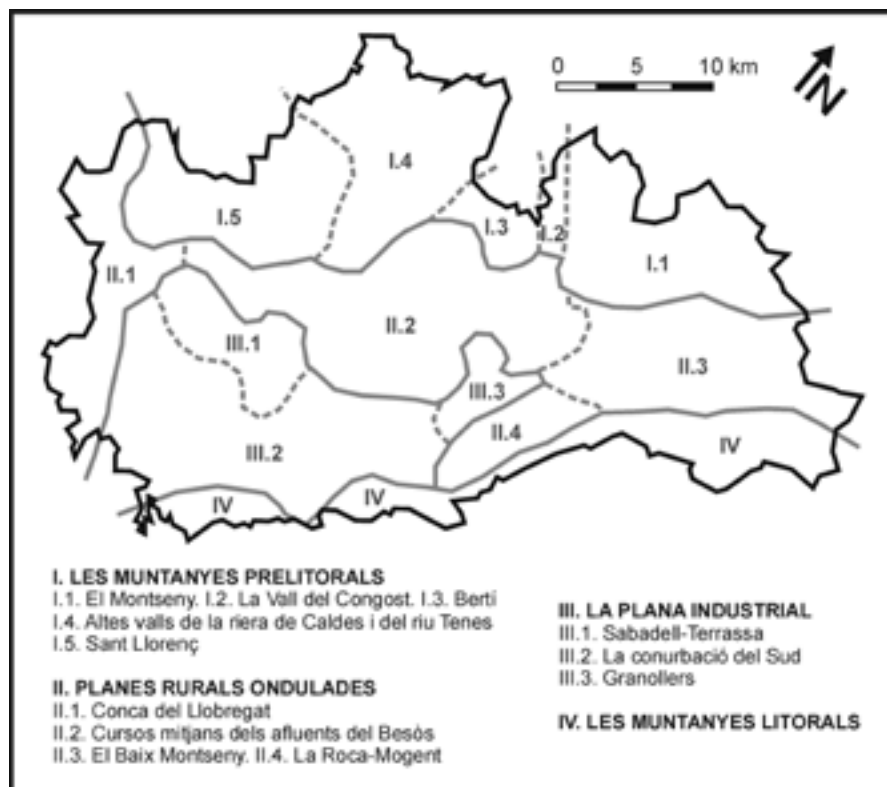 0 5 10 km
N
I.4
I.5
I.3
I.2
I.1
II.1
II.2
III.1
II.3
III.3
II.4
III.2
IV
IV
IV
I. LES MUNTANYES PRELITORALS
I.1. El Montseny. I.2. La Vall del Congost. I.3. Bertí
I.4. Altes valls de la riera de Caldes i del riu Tenes
I.5. Sant Llorenç
II. PLANES RURALS ONDULADES
II.1. Conca del Llobregat
II.2. Cursos mitjans dels afluents del Besòs
II.3. El Baix Montseny. II.4. La Roca-Mogent
III. LA PLANA INDUSTRIAL
III.1. Sabadell-Terrassa
III.2. La conurbació del Sud
III.3. Granollers
IV. LES MUNTANYES LITORALS